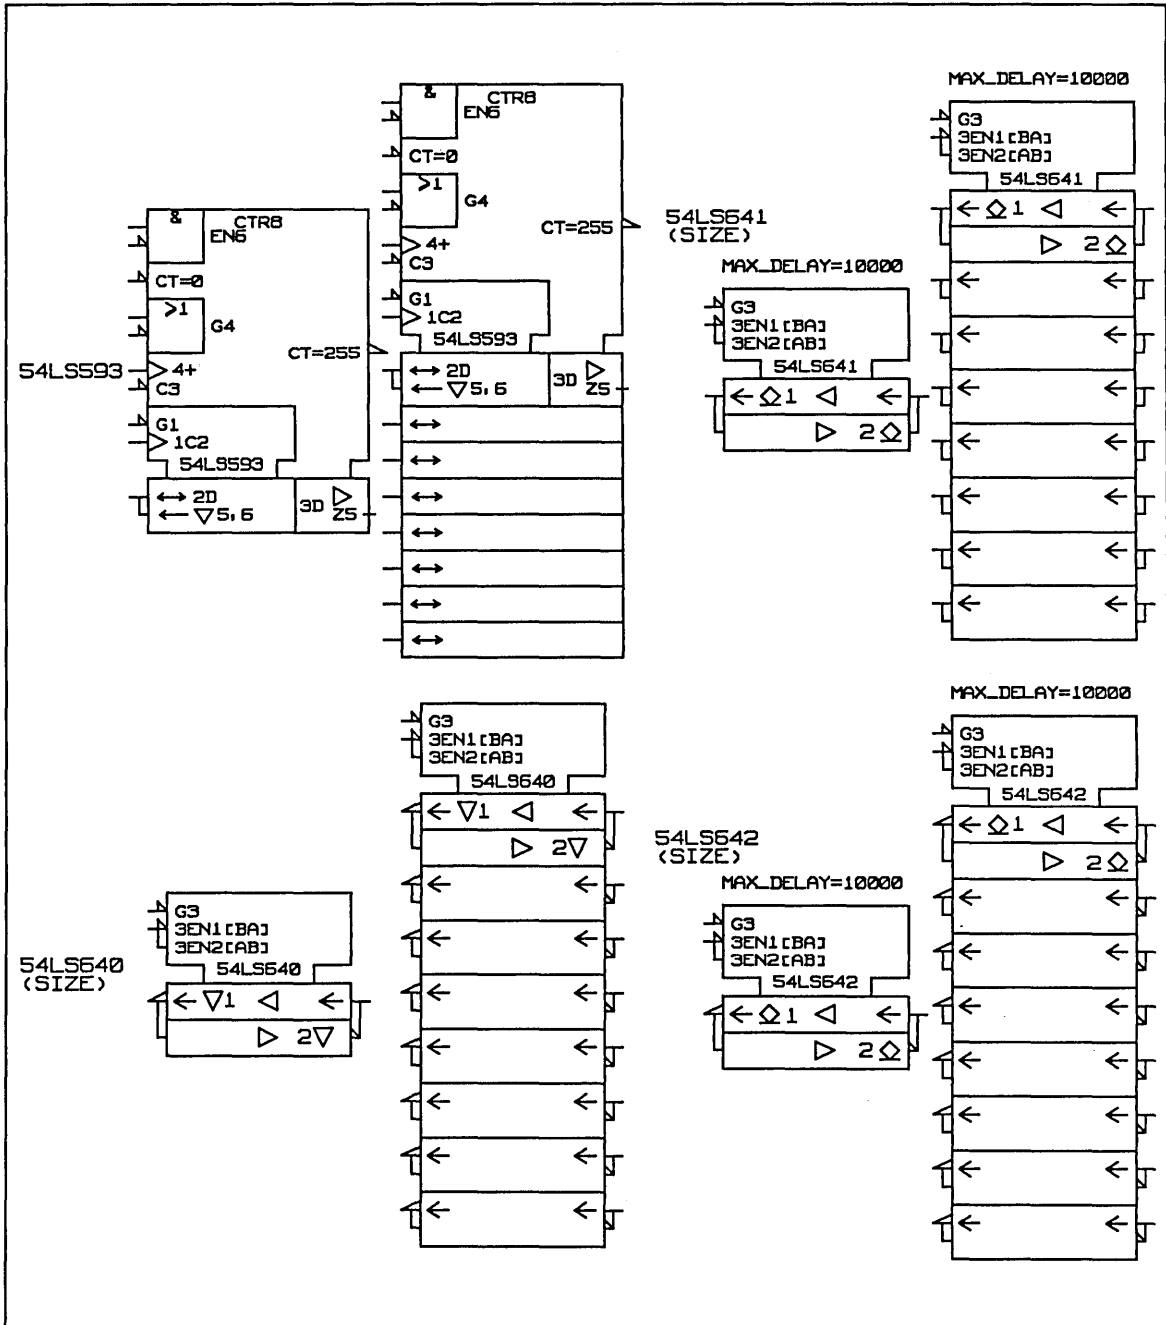 54LS593
&
CTR8
EN6
CT=0
>1
G4
CT=255
4+
C3
G1
1C2
54LS593
2D
5,6
3D
Z5
&
CTR8
EN6
CT=0
>1
G4
CT=255
4+
C3
G1
1C2
54LS593
2D
5,6
3D
Z5
54LS641
(SIZE)
MAX_DELAY=10000
G3
3EN1[BA]
3EN2[AB]
54LS641
1
2
MAX_DELAY=10000
G3
3EN1[BA]
3EN2[AB]
54LS641
1
2
54LS640
(SIZE)
G3
3EN1[BA]
3EN2[AB]
54LS640
1
2
G3
3EN1[BA]
3EN2[AB]
54LS640
1
2
54LS642
(SIZE)
MAX_DELAY=10000
G3
3EN1[BA]
3EN2[AB]
54LS642
1
2
MAX_DELAY=10000
G3
3EN1[BA]
3EN2[AB]
54LS642
1
2